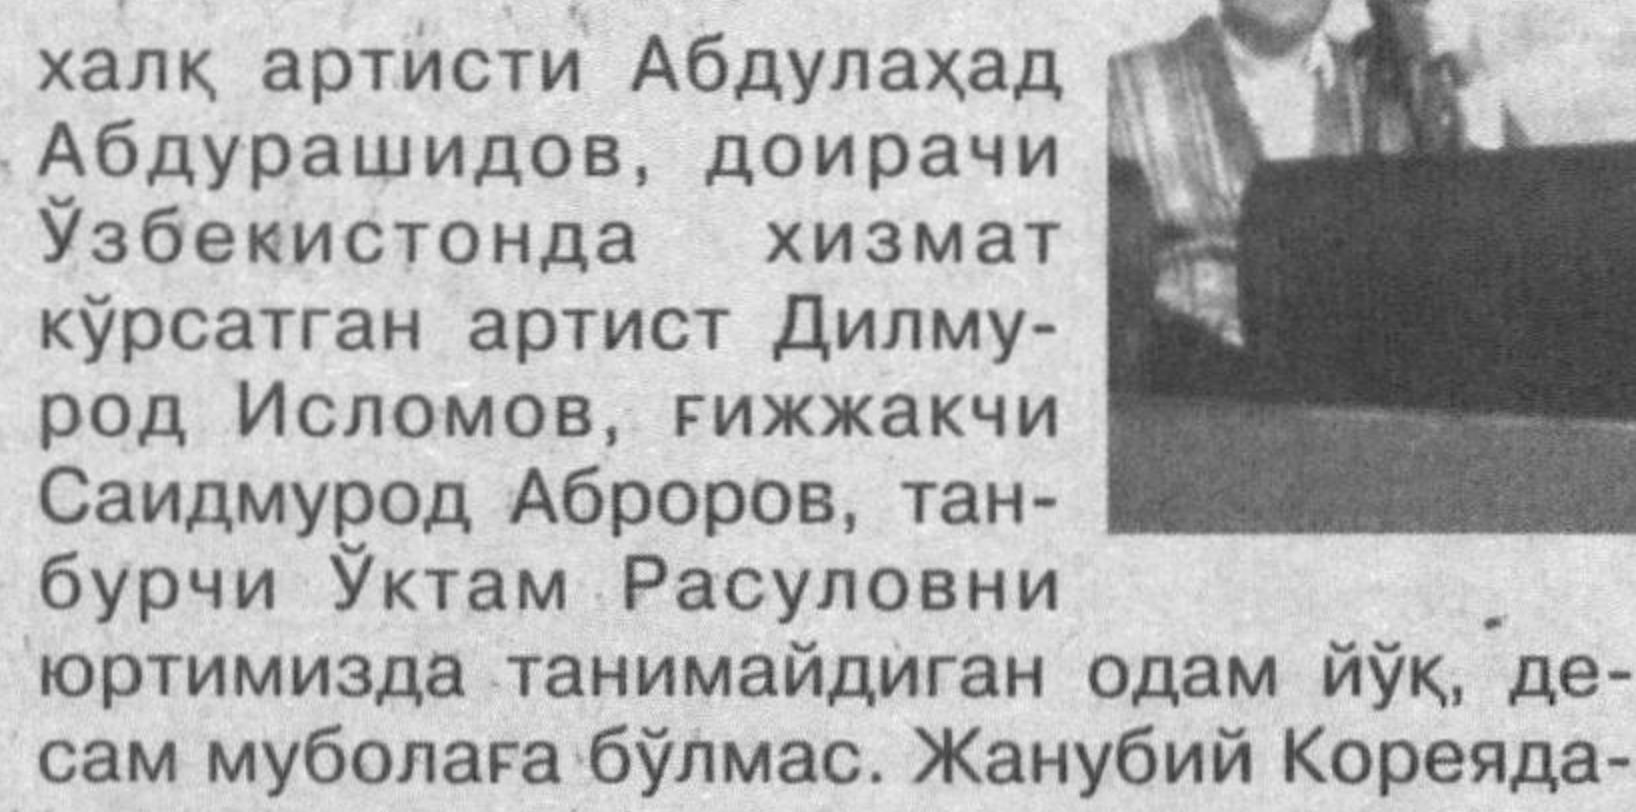 халқ артисти Абдулаҳад
Абдурашидов, доирачи
Ўзбекистонда хизмат
кўрсатган артист Дилму-
род Исломов, ғижжакчи
Саидмурод Аброров, тан-
бурчи Ўктам Расуловни
юртимизда танимайдиган одам йўқ, де-
сам муболаға бўлмас. Жанубий Кореяда-